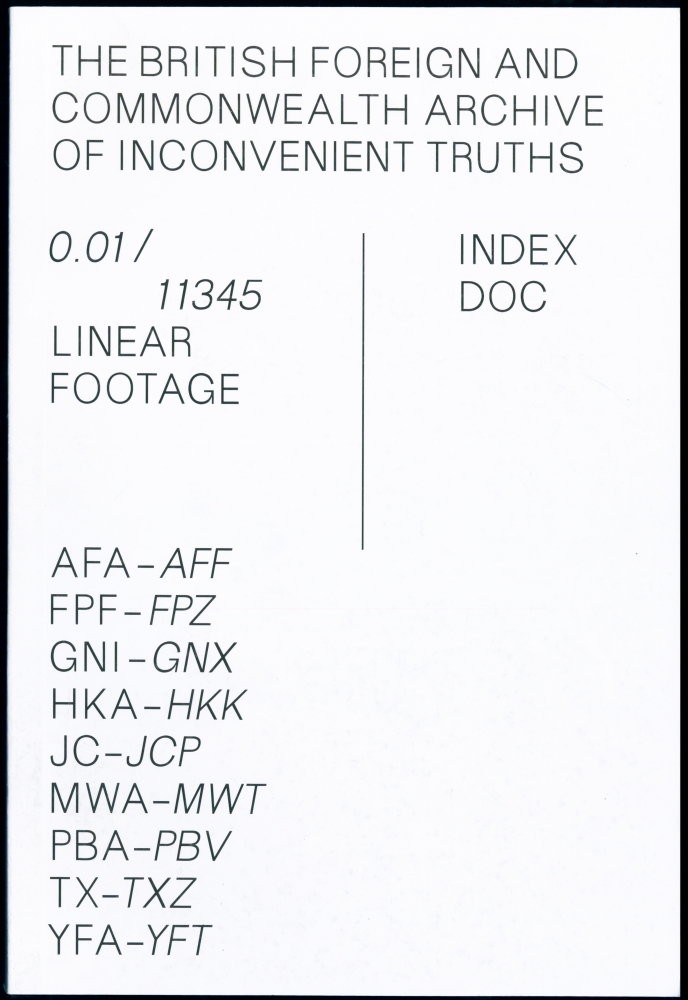 THE BRITISH FOREIGN AND
COMMONWEALTH ARCHIVE
OF INCONVENIENT TRUTHS
0.01 /
11345
LINEAR
FOOTAGE
INDEX
DOC
AFA–AFF
FPF–FPZ
GNI–GNX
HKA–HKK
JC–JCP
MWA–MWT
PBA–PBV
TX–TXZ
YFA–YFT